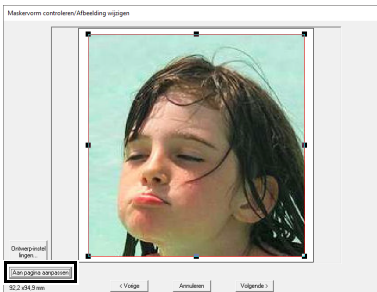 Maskervorm controleren/Afbeelding wijzigen
Ontwerpinstel
lingen...
Aan pagina aanpassen
92,2 x94,9 mm
< Vorige
Annuleren
Volgende >